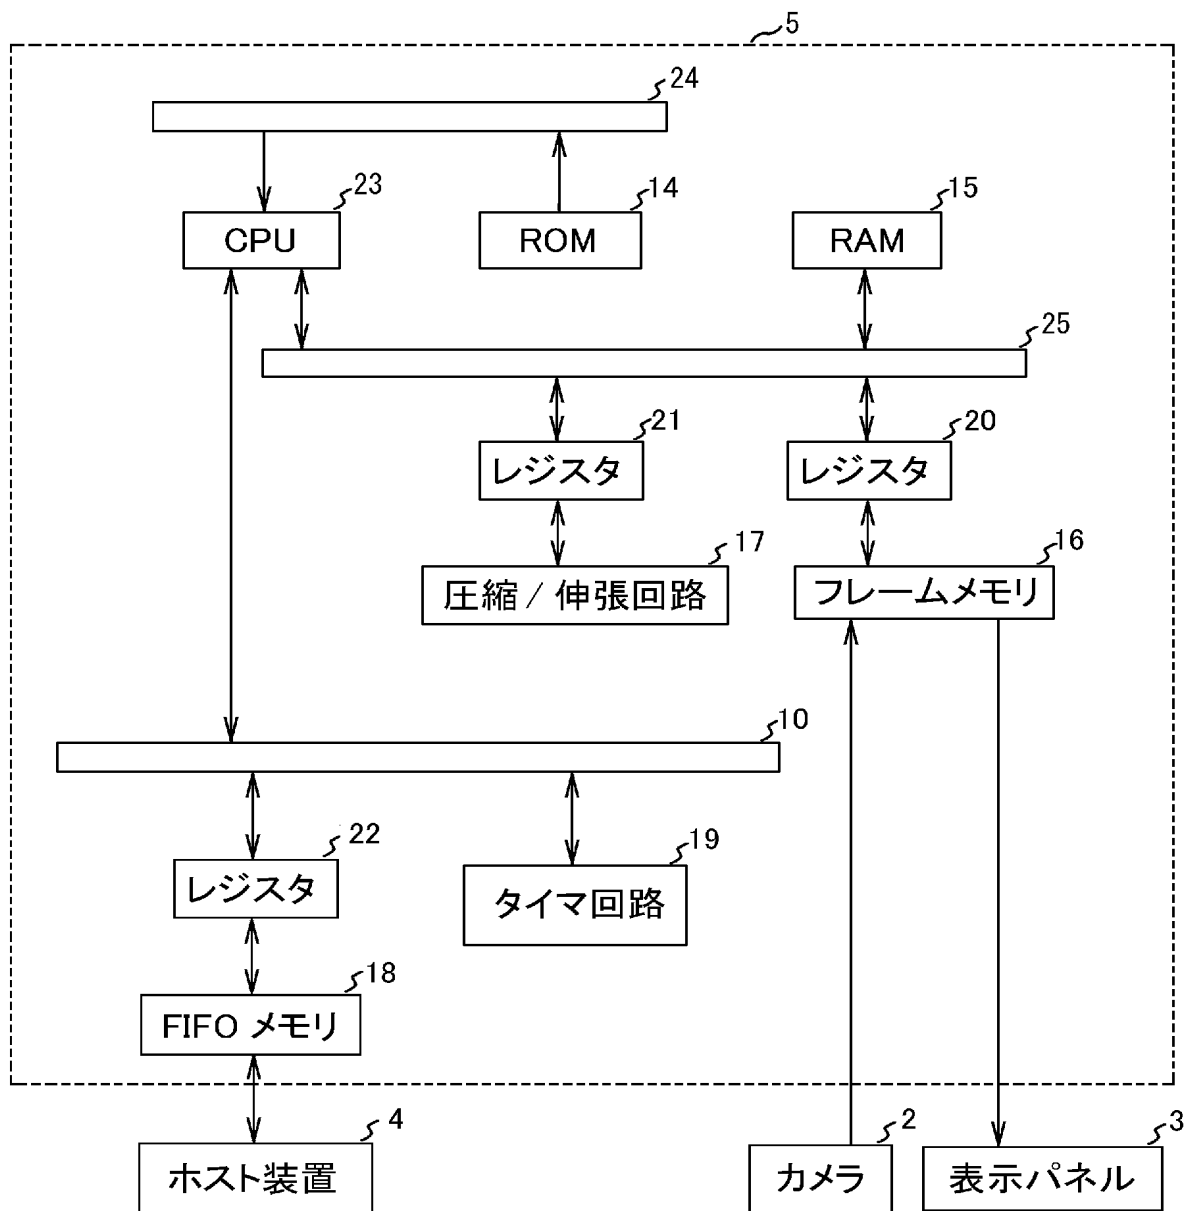 5
24
23
14
15
CPU
ROM
RAM
25
21
20
レジスタ
レジスタ
17
16
圧縮 / 伸張回路
フレームメモリ
10
22
19
レジスタ
タイマ回路
18
FIFO メモリ
4
2
3
ホスト装置
カメラ
表示パネル